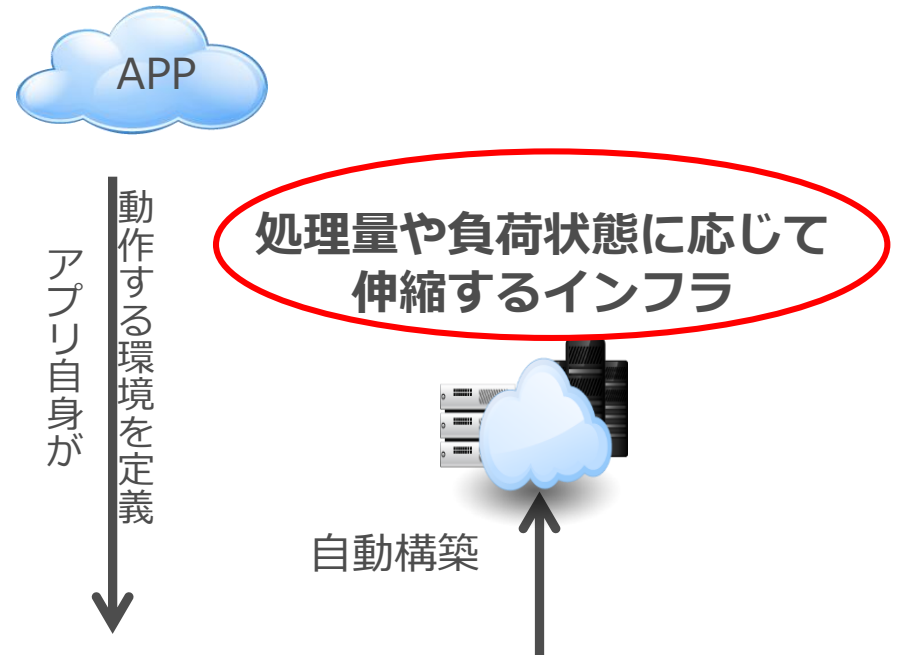 APP
アプリ自身が
動作する環境を定義
処理量や負荷状態に応じて
伸縮するインフラ
自動構築